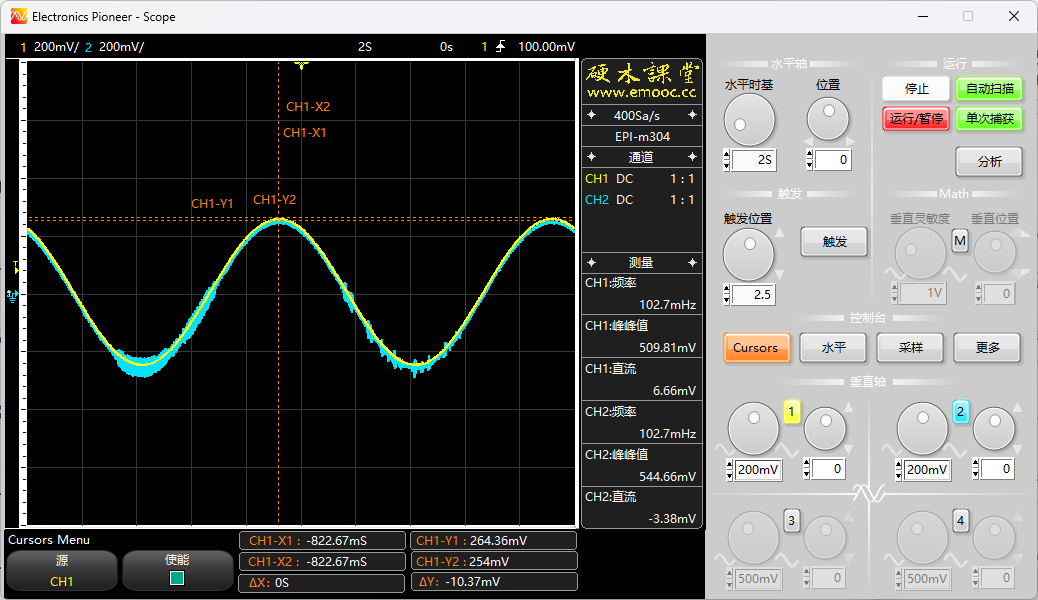 Electronics Pioneer - Scope
1 200mV/ 2 200mV/ 2S 0s 1 100.00mV
CH1-X2
CH1-X1
CH1-Y1 CH1-Y2
T
硬木課堂
www.emooc.cc
400Sa/s
EPI-m304
通道
CH1 DC 1 : 1
CH2 DC 1 : 1
测量
CH1:频率
102.7mHz
CH1:峰峰值
509.81mV
CH1:直流
6.66mV
CH2:频率
102.7mHz
CH2:峰峰值
544.66mV
CH2:直流
-3.38mV
Cursors Menu
源
CH1
使能
CH1-X1 : -822.67mS
CH1-X2 : -822.67mS
ΔX: 0S
CH1-Y1 : 264.36mV
CH1-Y2 : 254mV
ΔY: -10.37mV
水平轴
水平时基 位置
2S 0
运行
停止 自动扫描
运行/暂停 单次捕获
分析
触发
触发位置
触发
2.5
Math
垂直灵敏度 垂直位置
M
1V 0
控制台
Cursors 水平 采样 更多
垂直轴
1 2
200mV 0 200mV 0
3 4
500mV 0 500mV 0